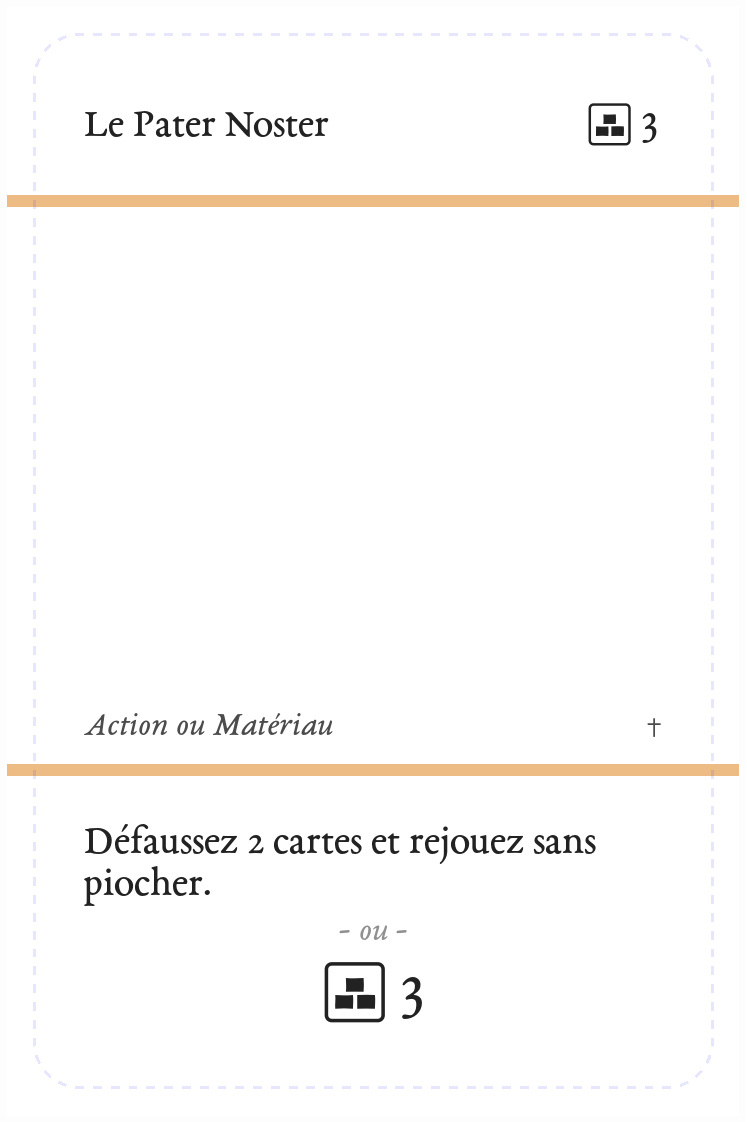 Le Pater Noster 3
Action ou Matériau †
Défaussez 2 cartes et rejouez sans
piocher.
- ou -
3